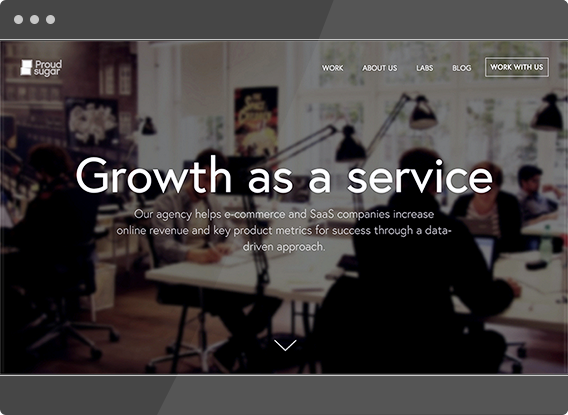 Proud
sugar
WORK
ABOUT US
LABS
BLOG
WORK WITH US
Growth as a service
Our agency helps e-commerce and SaaS companies increase
online revenue and key product metrics for success through a data-
driven approach.